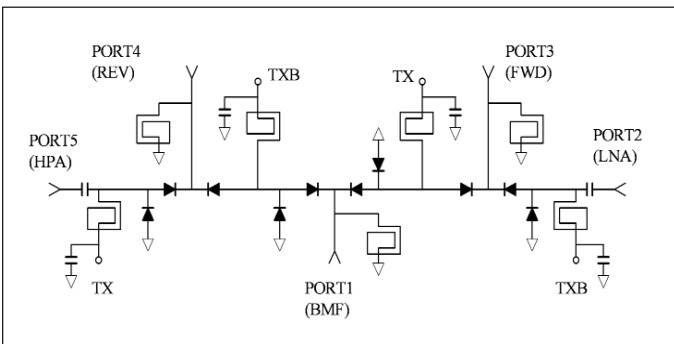 PORT4
(REV)
TXB
TX
PORT3
(FWD)
PORT5
(HPA)
PORT2
(LNA)
TX
PORT1
(BMF)
TXB